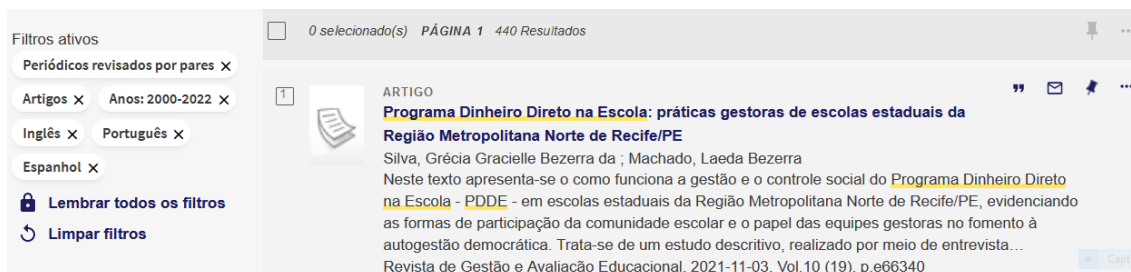 Filtros ativos
Periódicos revisados por pares ×
Artigos × Anos: 2000-2022 ×
Inglês × Português ×
Espanhol ×
Lembrar todos os filtros
Limpar filtros
0 selecionado(s) PÁGINA 1 440 Resultados
1
ARTIGO
Programa Dinheiro Direto na Escola: práticas gestoras de escolas estaduais da
Região Metropolitana Norte de Recife/PE
Silva, Grécia Gracielle Bezerra da ; Machado, Laeda Bezerra
Neste texto apresenta-se o como funciona a gestão e o controle social do Programa Dinheiro Direto
na Escola - PDDE - em escolas estaduais da Região Metropolitana Norte de Recife/PE, evidenciando
as formas de participação da comunidade escolar e o papel das equipes gestoras no fomento à
autogestão democrática. Trata-se de um estudo descritivo, realizado por meio de entrevista…
Revista de Gestão e Avaliação Educacional, 2021-11-03, Vol.10 (19), p.e66340
Capt